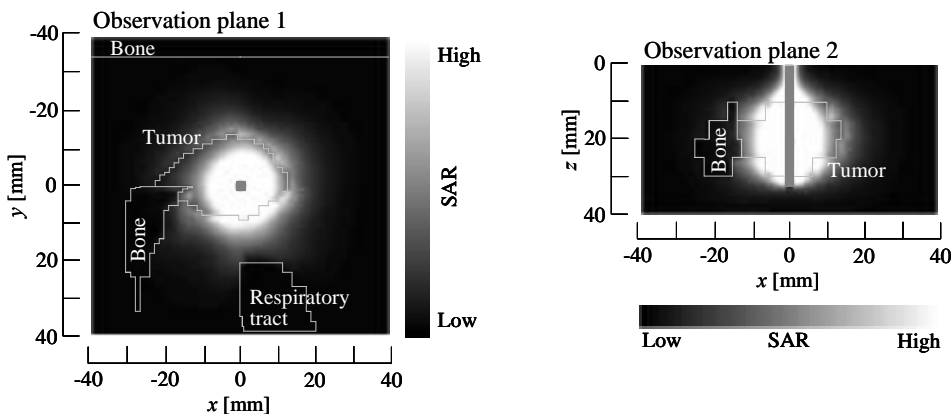 Observation plane 1
-40
-20
0
20
40
y [mm]
Bone
Tumor
Bone
Respiratory
tract
-40 -20 0 20 40
x [mm]
High
SAR
Low
Observation plane 2
0
20
40
z [mm]
Bone
Tumor
-40 -20 0 20 40
x [mm]
Low SAR High